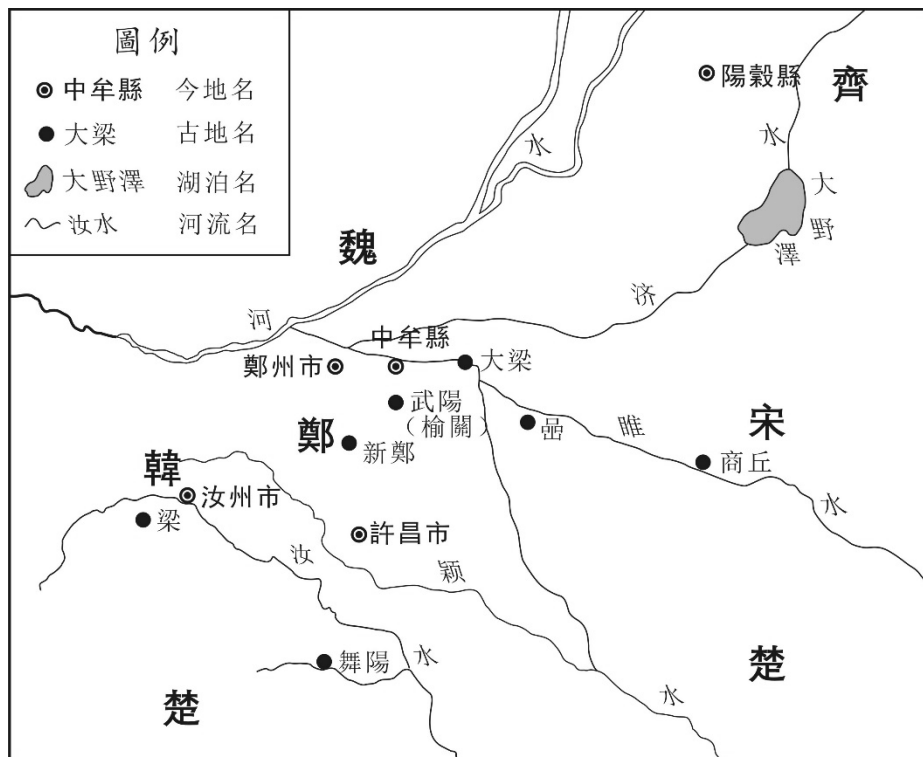 圖例
中牟縣 今地名
大梁 古地名
大野澤 湖泊名
汝水 河流名
陽穀縣
齊
水
水
大野澤
魏
济
河
中牟縣
鄭州市
大梁
武陽
（榆關）
鄭
新鄭
嵒
睢
宋
商丘
韓
汝州市
梁
許昌市
汝
颖
水
舞陽
水
楚
水
楚